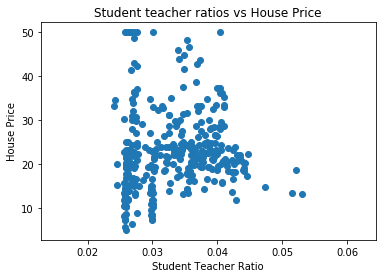 Student teacher ratios vs House Price
House Price
50
40
30
20
10
0.02 0.03 0.04 0.05 0.06
Student Teacher Ratio